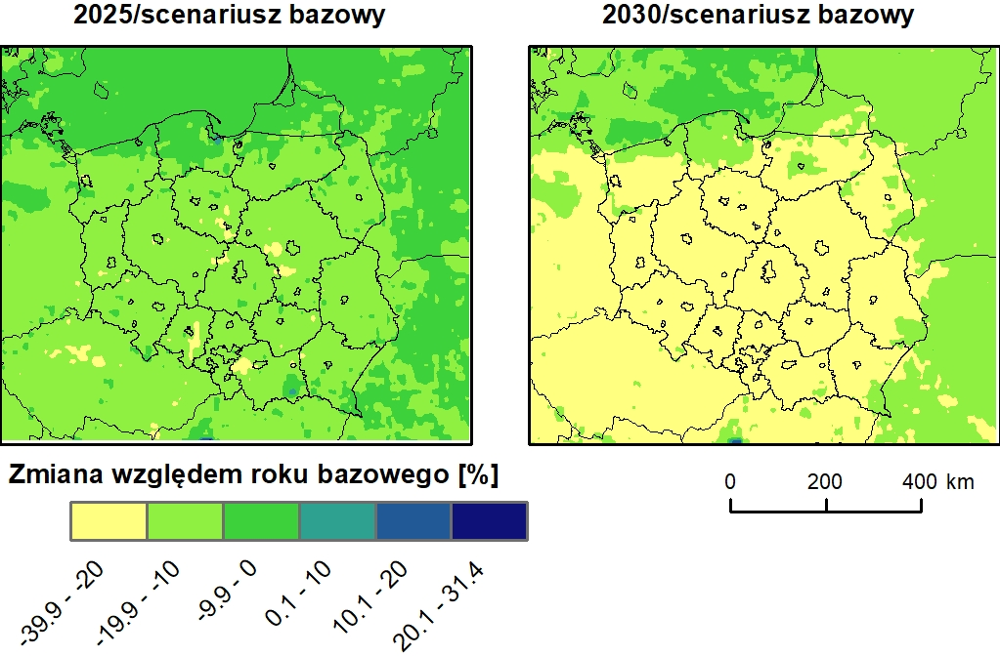 2025/scenariusz bazowy
2030/scenariusz bazowy
Zmiana względem roku bazowego [%]
0 200 400 km
-39.9 - -20
-19.9 - -10
-9.9 - 0
0.1 - 10
10.1 - 20
20.1 - 31.4